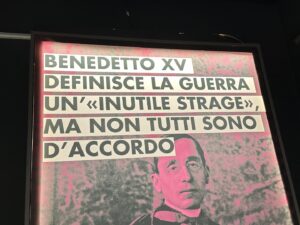 BENEDETTO XV
DEFINISCE LA GUERRA
UN'«INUTILE STRAGE»,
MA NON TUTTI SONO
D'ACCORDO